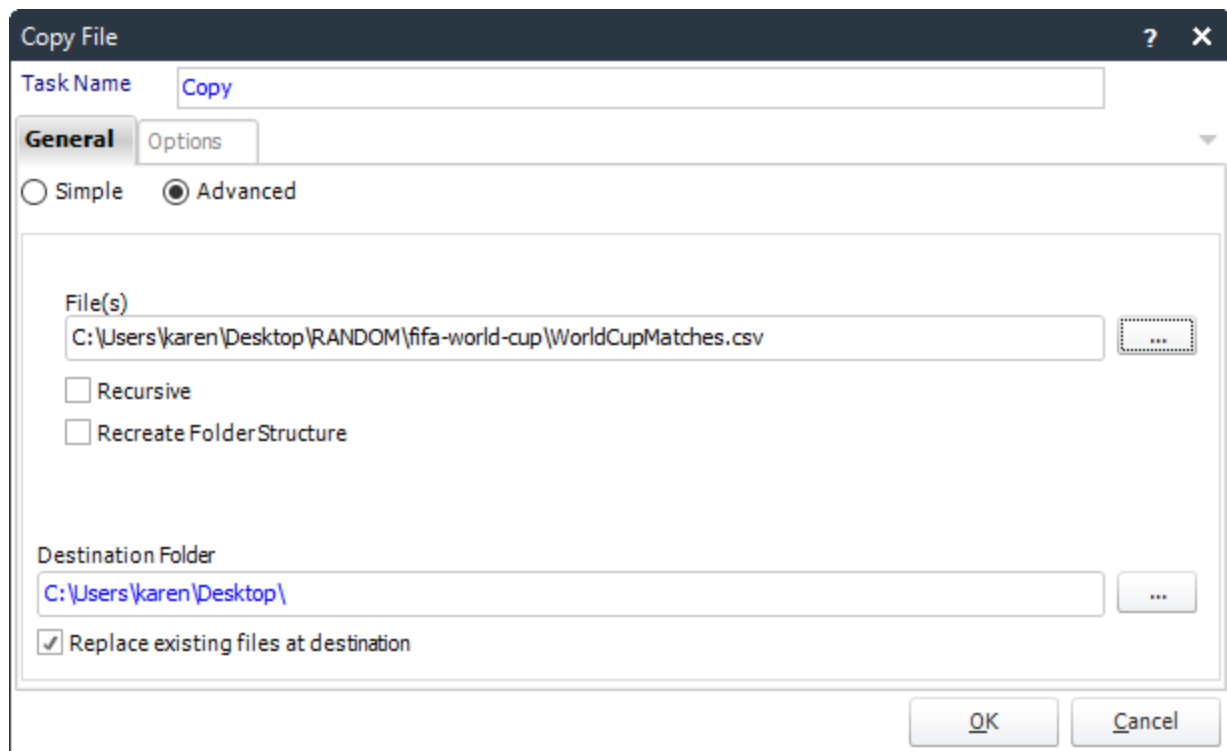 Copy File ? X
Task Name Copy
General Options
Simple Advanced
File(s)
C:\Users\karen\Desktop\RANDOM\fifa-world-cup\WorldCupMatches.csv ...
Recursive
Recreate Folder Structure
Destination Folder
C:\Users\karen\Desktop\ ...
Replace existing files at destination
OK Cancel